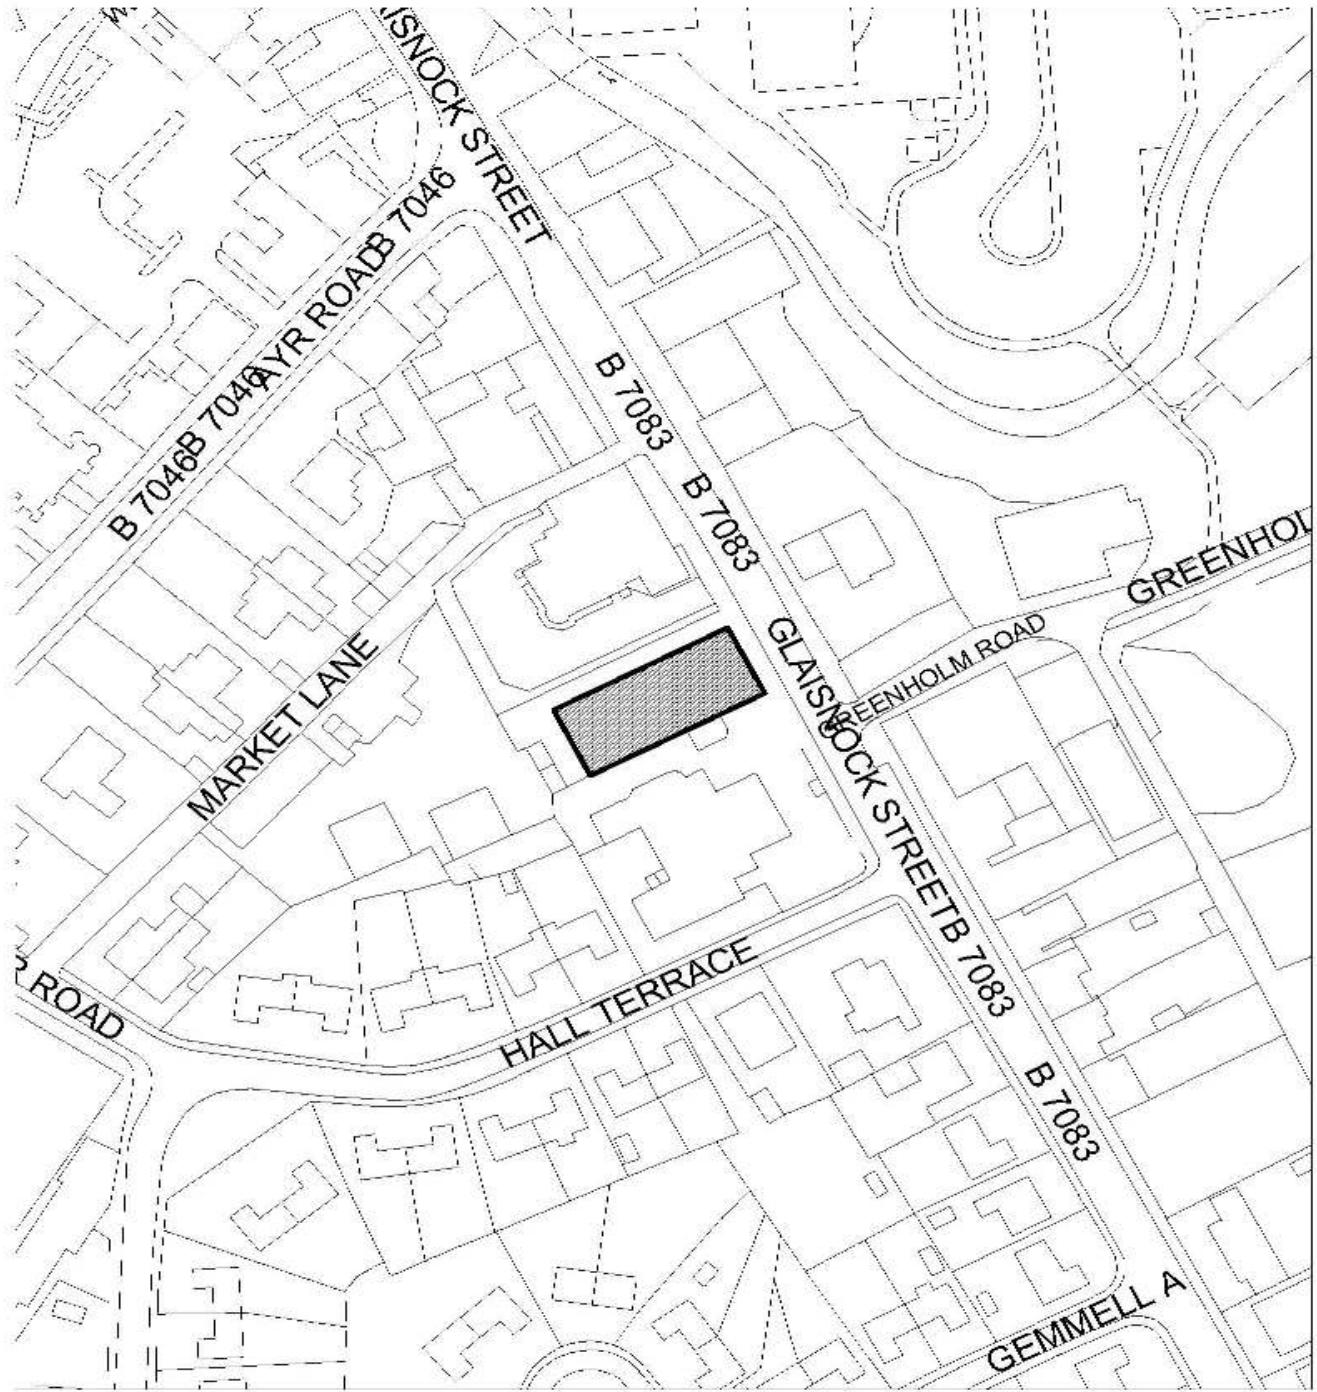 AISNOCK STREET
B 7046
AYR ROAD
B 7046
B 7046
B 7083
B 7083
GREENHOL
GREENHOLM ROAD
GLAISNOCK STREET
MARKET LANE
B 7083
R ROAD
HALL TERRACE
B 7083
GEMMELL A